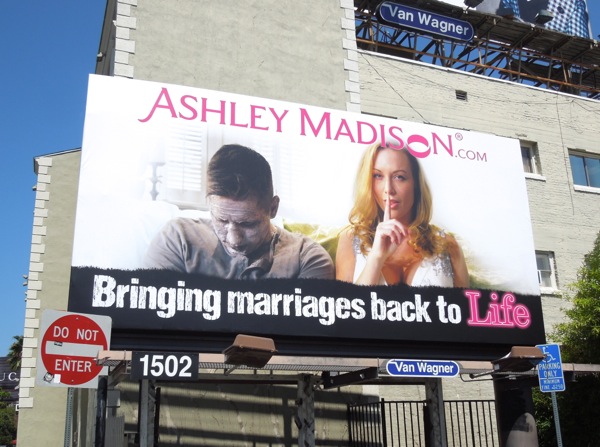 Van Wagner
ASHLEY MADISON®.COM
Bringing marriages back to Life
DO NOT
ENTER
1502
Van Wagner
PARKING
ONLY